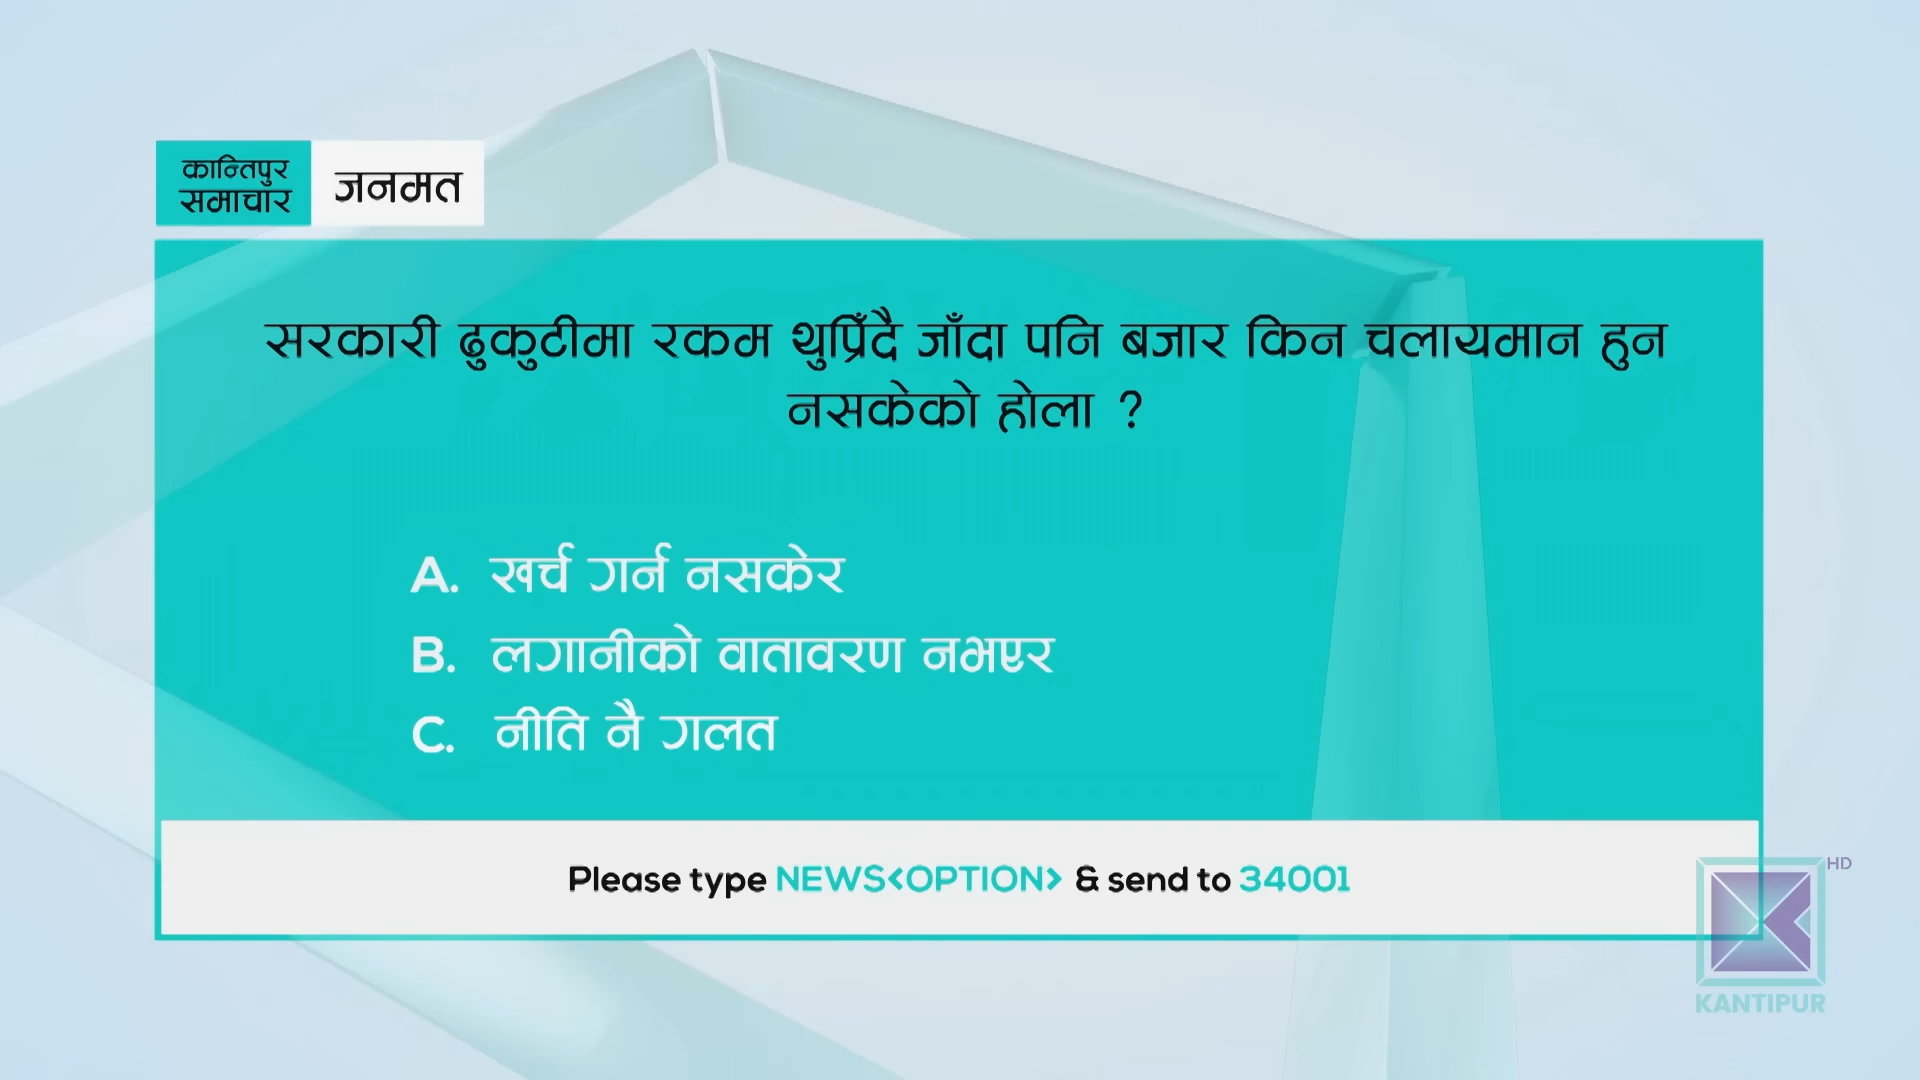 कान्तिपुर
समाचार
जनमत
सरकारी ढुकुटीमा रकम थुप्रिँदै जाँदा पनि बजार किन चलायमान हुन
नसकेको होला ?
A. खर्च गर्न नसकेर
B. लगानीको वातावरण नभएर
C. नीति नै गलत
Please type NEWS<OPTION> & send to 34001
HD
KANTIPUR